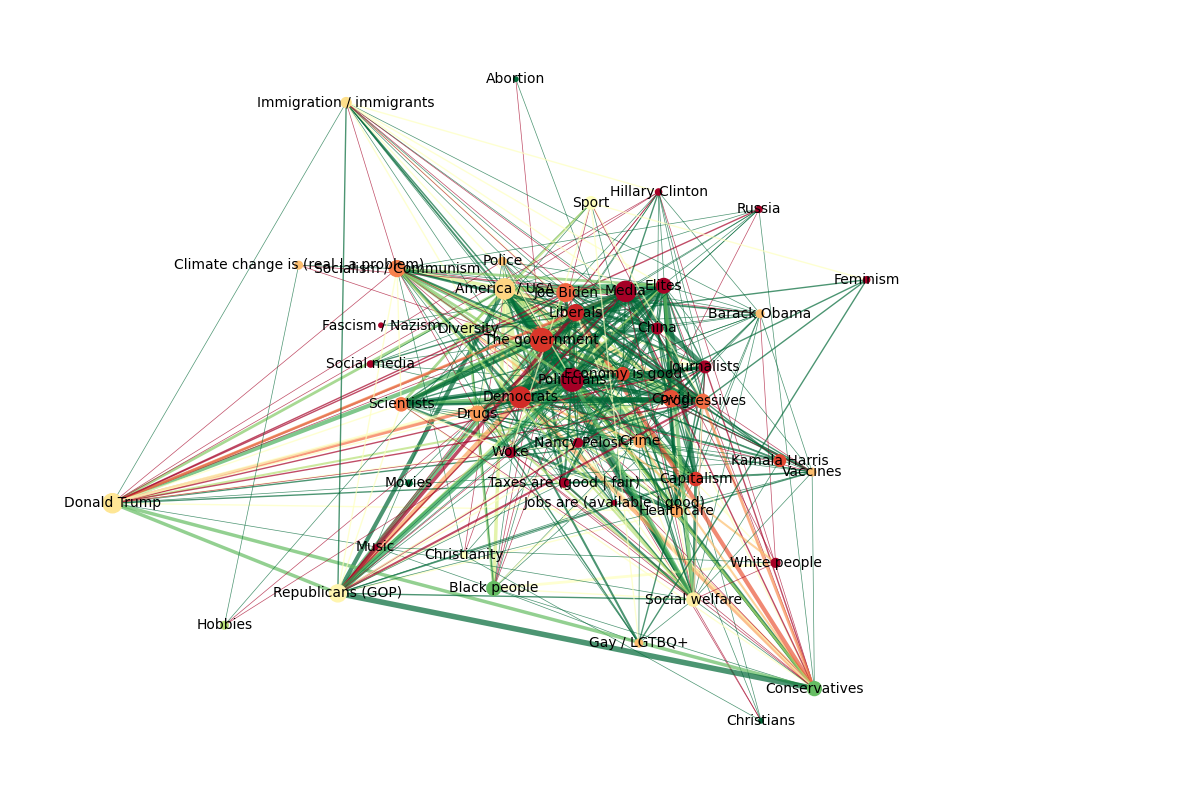 Abortion
Immigration / immigrants
Hillary Clinton
Sport
Russia
Police
Climate change is (real | a problem)
Socialism / Communism
Feminism
America / USA
Joe Biden
Media
Elites
Liberals
Barack Obama
Fascism / Nazism
Diversity
China
The government
Social media
Economy is good
Journalists
Politicians
Democrats
Covid
Progressives
Scientists
Drugs
Nancy Pelosi
Crime
Woke
Kamala Harris
Vaccines
Movies
Taxes are (good | fair)
Capitalism
Donald Trump
Jobs are (available | good)
Healthcare
Music
Christianity
White people
Republicans (GOP)
Black people
Social welfare
Hobbies
Gay / LGTBQ+
Conservatives
Christians